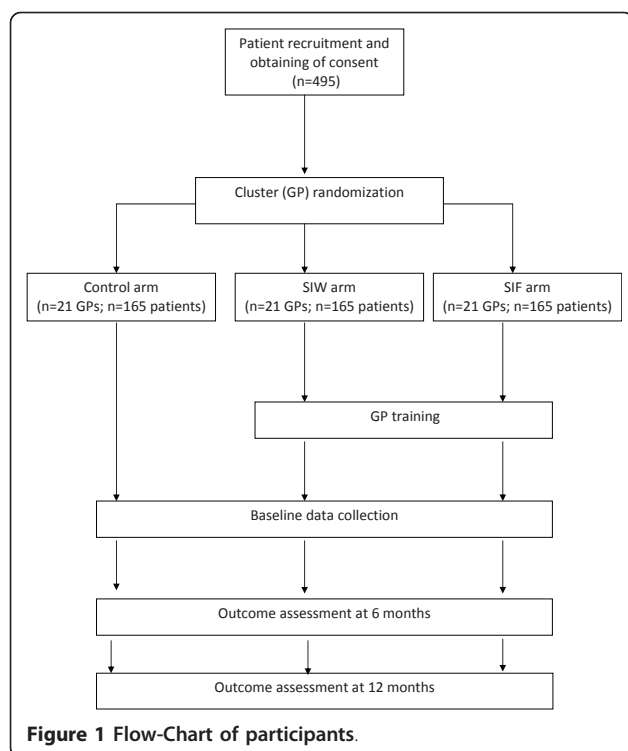 Patient recruitment and
obtaining of consent
(n=495)
Cluster (GP) randomization
Control arm
(n=21 GPs; n=165 patients)
SIW arm
(n=21 GPs; n=165 patients)
SIF arm
(n=21 GPs; n=165 patients)
GP training
Baseline data collection
Outcome assessment at 6 months
Outcome assessment at 12 months
Figure 1 Flow-Chart of participants.